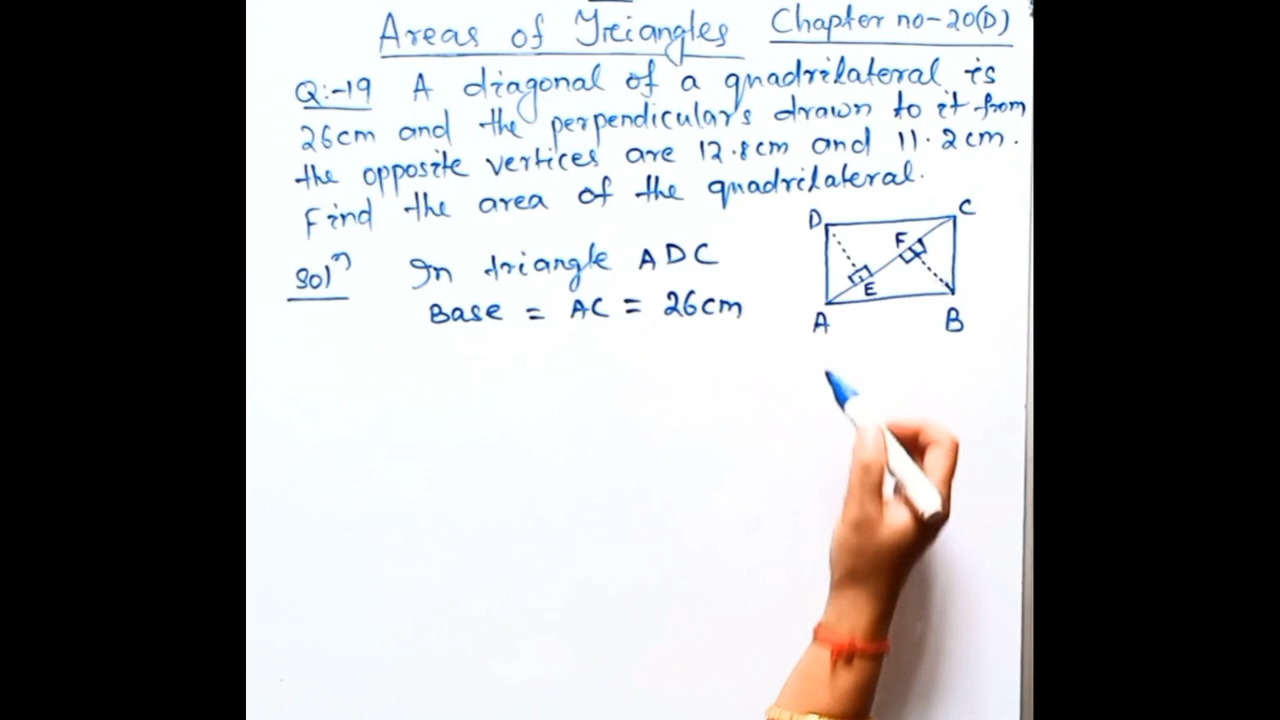 Areas of Treiangles Chapter no-20(D)
Q:-19 A diagonal of a quadrilateral is
26cm and the perpendiculars drawn to it from
the opposite vertices are 12.8cm and 11.2cm.
Find the area of the quadrilateral.
Solⁿ In triangle ADC
Base = AC = 26cm
D C
F
E
A B